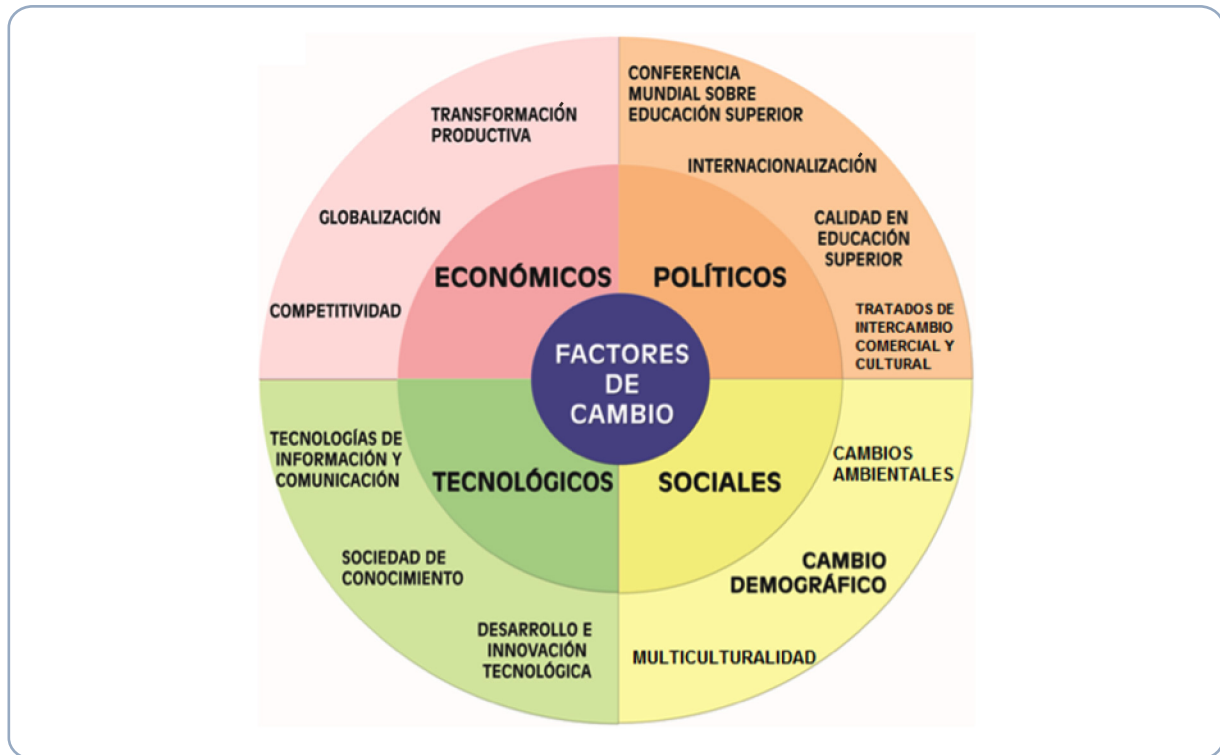 FACTORES
DE
CAMBIO
ECONÓMICOS
TRANSFORMACIÓN
PRODUCTIVA
GLOBALIZACIÓN
COMPETITIVIDAD
POLÍTICOS
CONFERENCIA
MUNDIAL SOBRE
EDUCACIÓN SUPERIOR
INTERNACIONALIZACIÓN
CALIDAD EN
EDUCACIÓN
SUPERIOR
TRATADOS DE
INTERCAMBIO
COMERCIAL Y
CULTURAL
TECNOLÓGICOS
TECNOLOGÍAS DE
INFORMACIÓN Y
COMUNICACIÓN
SOCIEDAD DE
CONOCIMIENTO
DESARROLLO E
INNOVACIÓN
TECNOLÓGICA
SOCIALES
CAMBIOS
AMBIENTALES
CAMBIO
DEMOGRÁFICO
MULTICULTURALIDAD